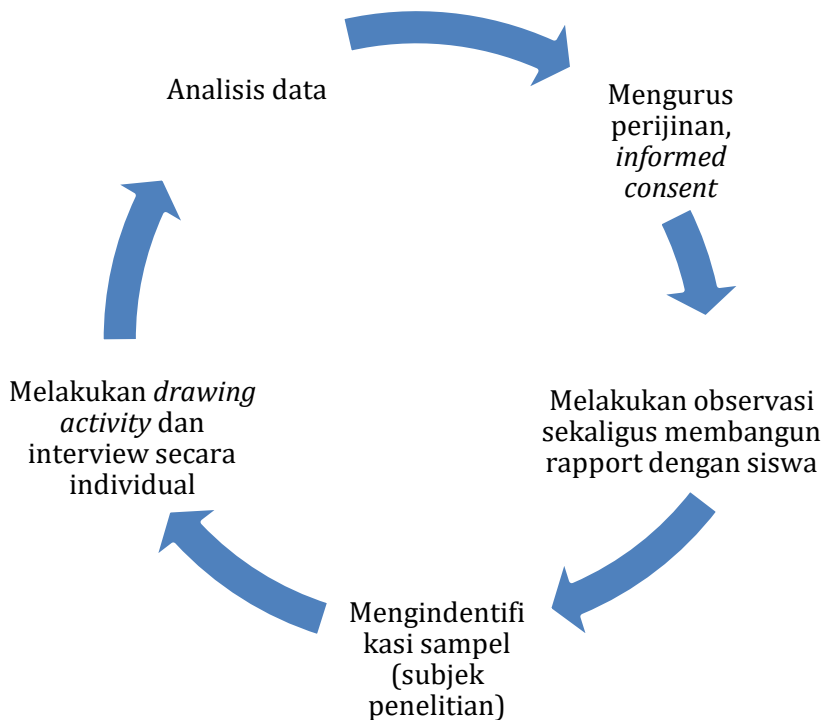 Analisis data
Mengurus
perijinan,
informed
consent
Melakukan observasi
sekaligus membangun
rapport dengan siswa
Mengindentifi
kasi sampel
(subjek
penelitian)
Melakukan drawing
activity dan
interview secara
individual